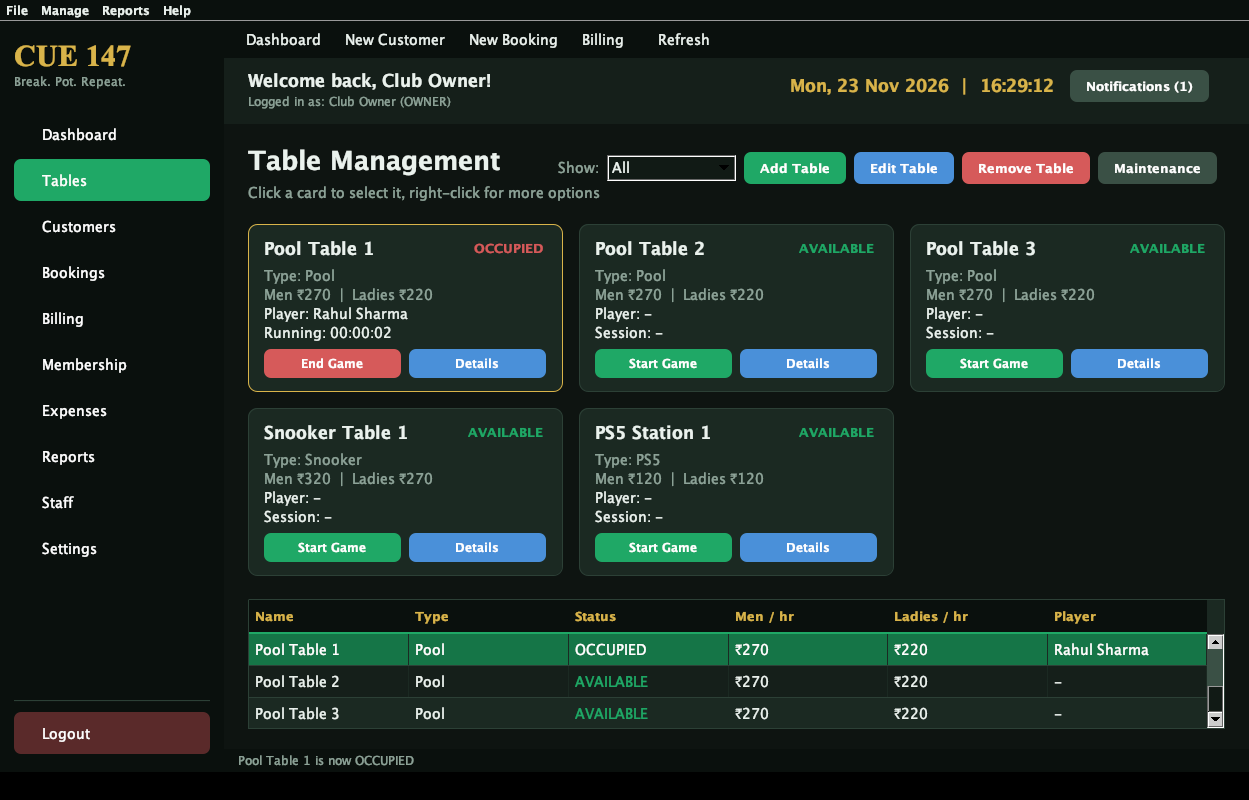 File Manage Reports Help
CUE 147
Break. Pot. Repeat.
Dashboard
Tables
Customers
Bookings
Billing
Membership
Expenses
Reports
Staff
Settings
Logout
Dashboard New Customer New Booking Billing Refresh
Welcome back, Club Owner!
Logged in as: Club Owner (OWNER)
Mon, 23 Nov 2026 | 16:29:12
Notifications (1)
Table Management
Click a card to select it, right-click for more options
Show: All Add Table Edit Table Remove Table Maintenance
Pool Table 1 OCCUPIED
Type: Pool
Men ₹270 | Ladies ₹220
Player: Rahul Sharma
Running: 00:00:02
End Game Details
Pool Table 2 AVAILABLE
Type: Pool
Men ₹270 | Ladies ₹220
Player: –
Session: –
Start Game Details
Pool Table 3 AVAILABLE
Type: Pool
Men ₹270 | Ladies ₹220
Player: –
Session: –
Start Game Details
Snooker Table 1 AVAILABLE
Type: Snooker
Men ₹320 | Ladies ₹270
Player: –
Session: –
Start Game Details
PS5 Station 1 AVAILABLE
Type: PS5
Men ₹120 | Ladies ₹120
Player: –
Session: –
Start Game Details
Name Type Status Men / hr Ladies / hr Player
Pool Table 1 Pool OCCUPIED ₹270 ₹220 Rahul Sharma
Pool Table 2 Pool AVAILABLE ₹270 ₹220 –
Pool Table 3 Pool AVAILABLE ₹270 ₹220 –
Pool Table 1 is now OCCUPIED